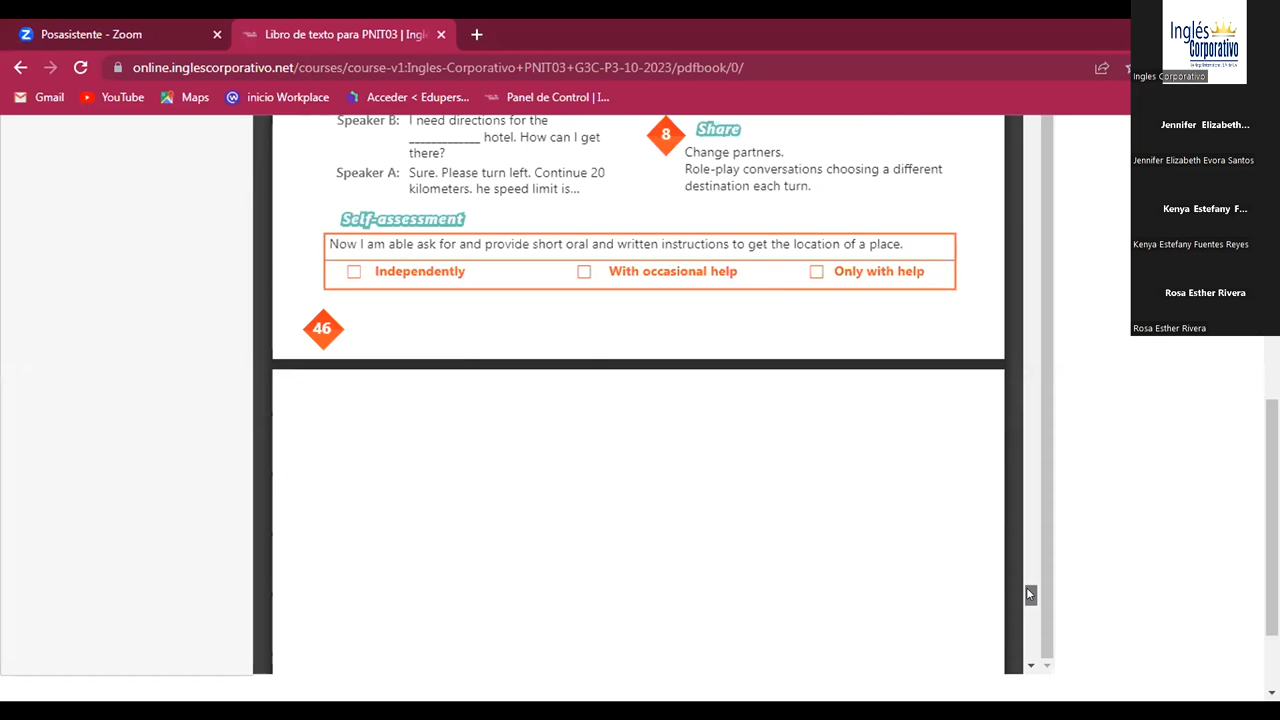 Posasistente - Zoom
Libro de texto para PNIT03 | Ingl
online.inglescorporativo.net/courses/course-v1:Ingles-Corporativo+PNIT03+G3C-P3-10-2023/pdfbook/0/
Gmail
YouTube
Maps
inicio Workplace
Acceder < Edupers...
Panel de Control | I...
Speaker B: I need directions for the
_____________ hotel. How can I get
there?
Speaker A: Sure. Please turn left. Continue 20
kilometers. he speed limit is...
8 Share
Change partners.
Role-play conversations choosing a different
destination each turn.
Self-assessment
Now I am able ask for and provide short oral and written instructions to get the location of a place.
Independently
With occasional help
Only with help
46
Inglés
Corporativo
Ingles Corporativo
Jennifer Elizabeth...
Jennifer Elizabeth Evora Santos
Kenya Estefany F...
Kenya Estefany Fuentes Reyes
Rosa Esther Rivera
Rosa Esther Rivera